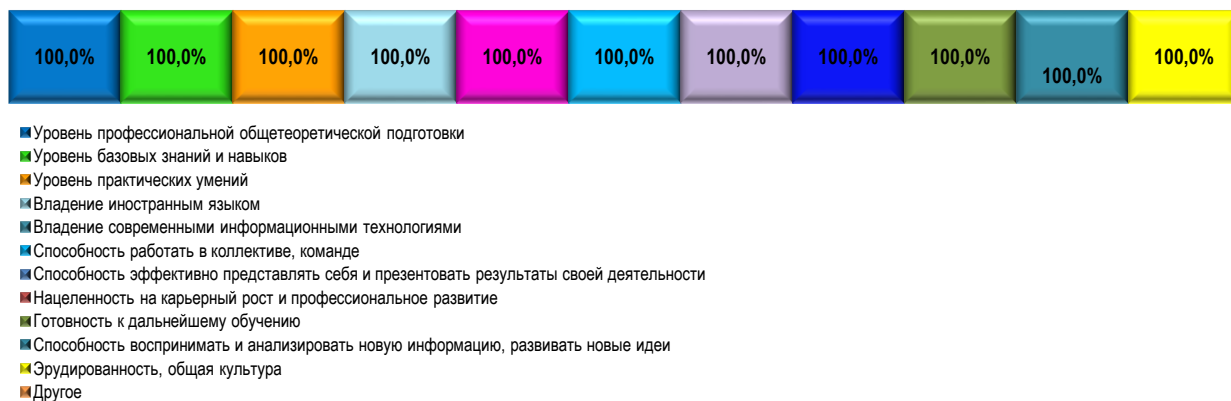 100,0% 100,0% 100,0% 100,0% 100,0% 100,0% 100,0% 100,0% 100,0% 100,0% 100,0%
Уровень профессиональной общетеоретической подготовки
Уровень базовых знаний и навыков
Уровень практических умений
Владение иностранным языком
Владение современными информационными технологиями
Способность работать в коллективе, команде
Способность эффективно представлять себя и презентовать результаты своей деятельности
Нацеленность на карьерный рост и профессиональное развитие
Готовность к дальнейшему обучению
Способность воспринимать и анализировать новую информацию, развивать новые идеи
Эрудированность, общая культура
Другое